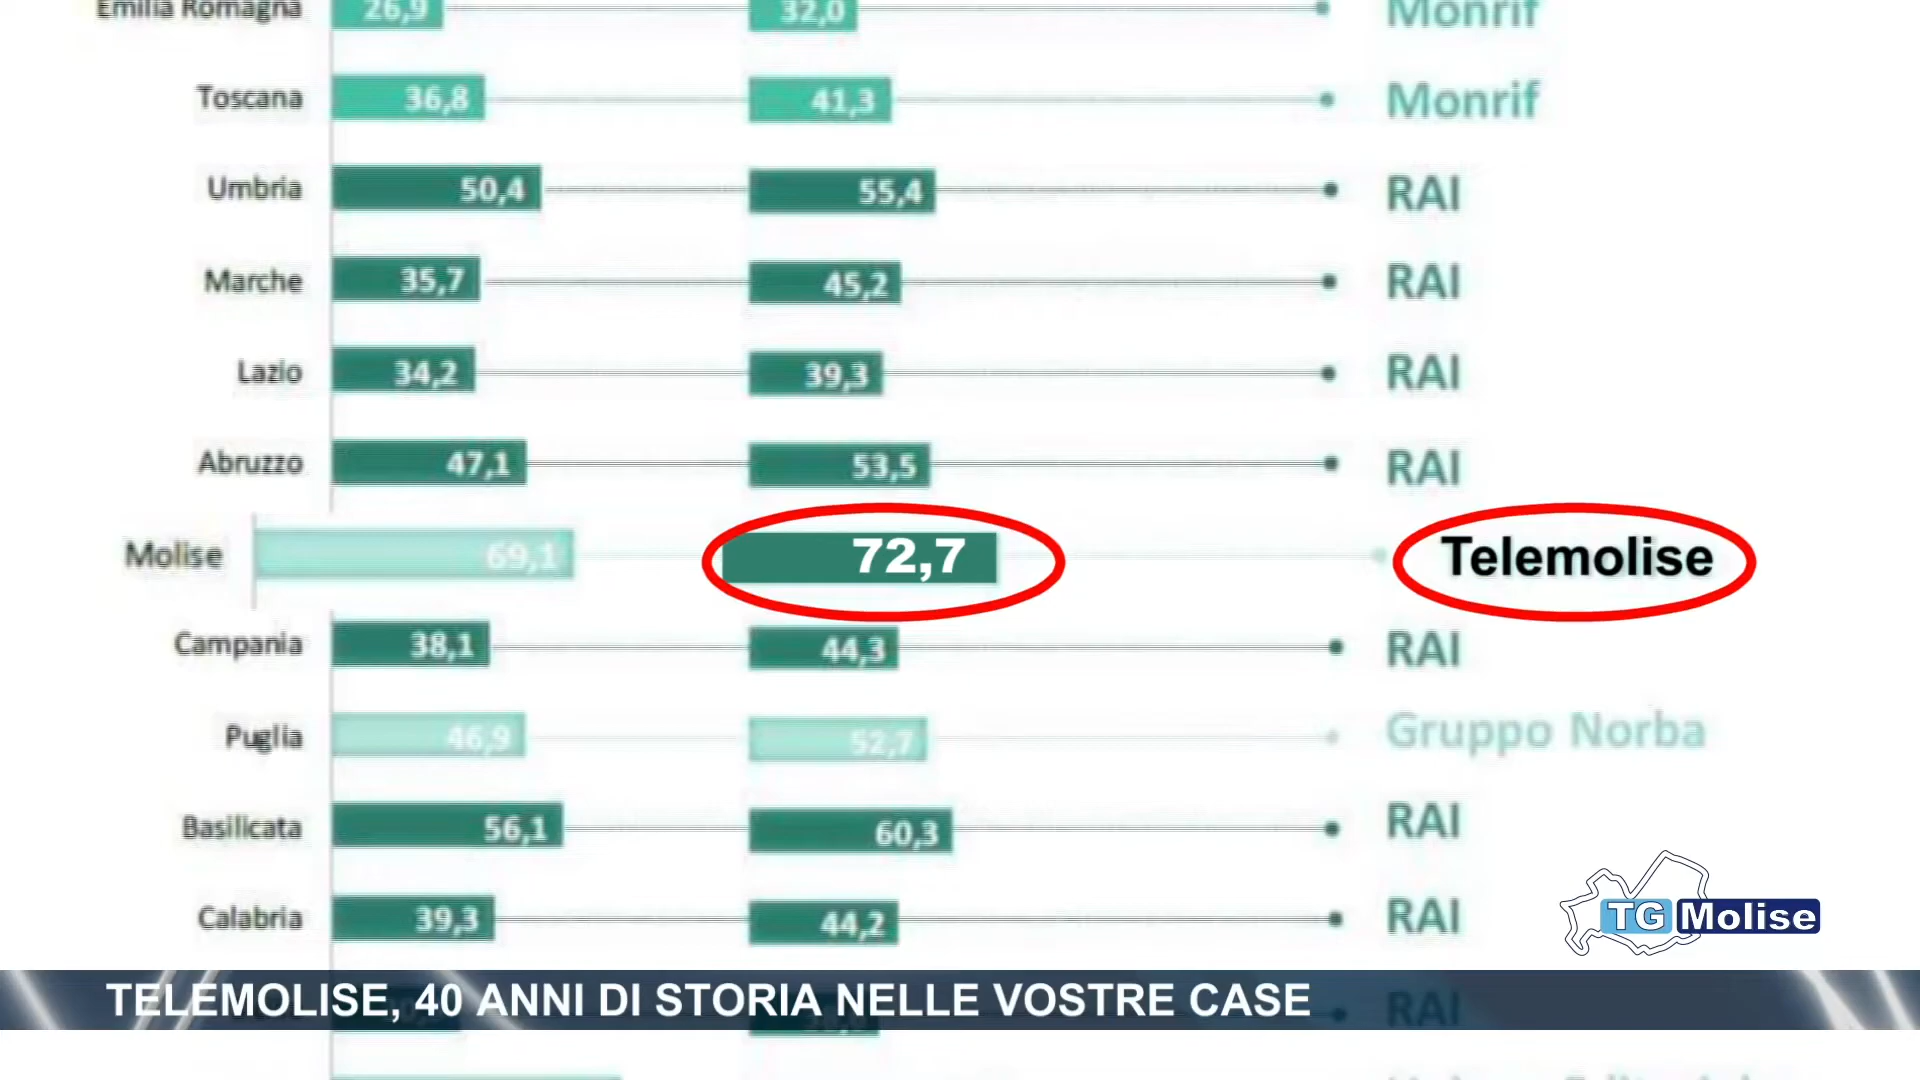 Emilia Romagna 26,9 32,0 Monrif
Toscana 36,8 41,3 Monrif
Umbria 50,4 55,4 RAI
Marche 35,7 45,2 RAI
Lazio 34,2 39,3 RAI
Abruzzo 47,1 53,5 RAI
Molise 69,1 72,7 Telemolise
Campania 38,1 44,3 RAI
Puglia 46,9 52,7 Gruppo Norba
Basilicata 56,1 60,3 RAI
Calabria 39,3 44,2 RAI
TG Molise
TELEMOLISE, 40 ANNI DI STORIA NELLE VOSTRE CASE
RAI